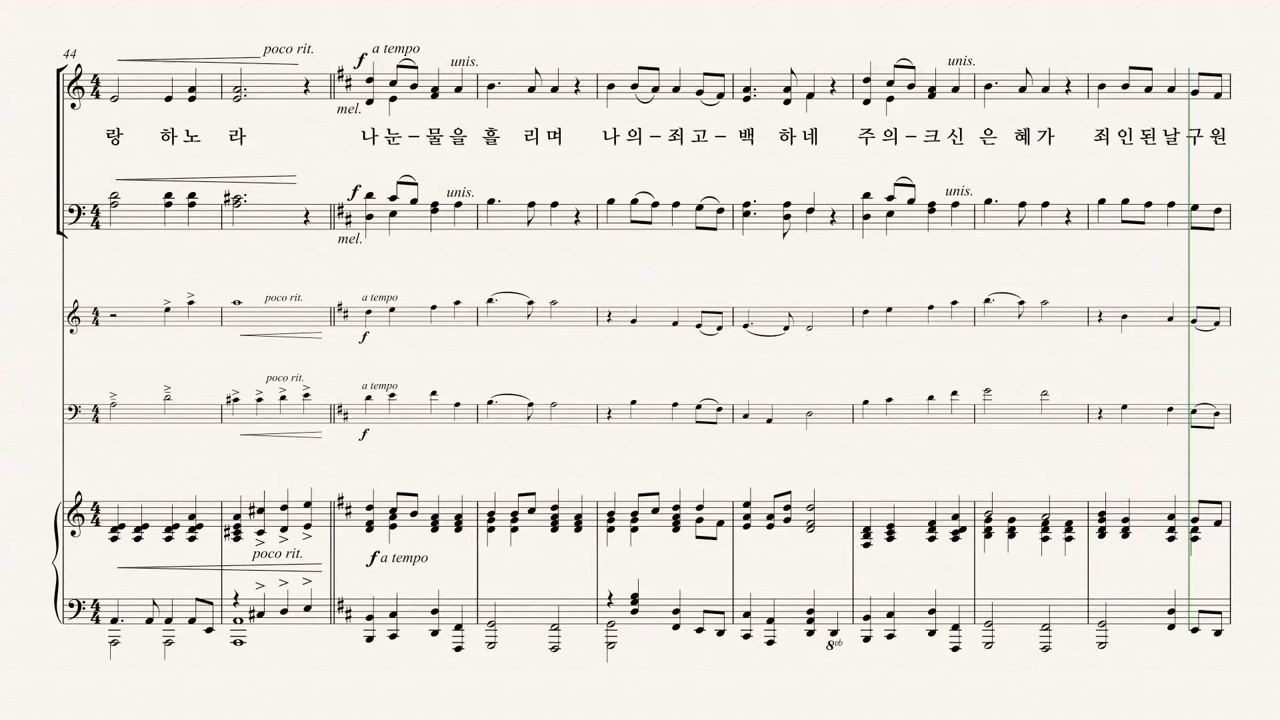 44
poco rit.
f a tempo
unis.
unis.
mel.
랑 하노 라 나눈–물을 흘 리며 나의–죄고–백 하네 주의–크신 은 혜가 죄인된날구원
f
unis.
unis.
mel.
poco rit.
a tempo
f
poco rit.
a tempo
f
poco rit.
f a tempo
8vb